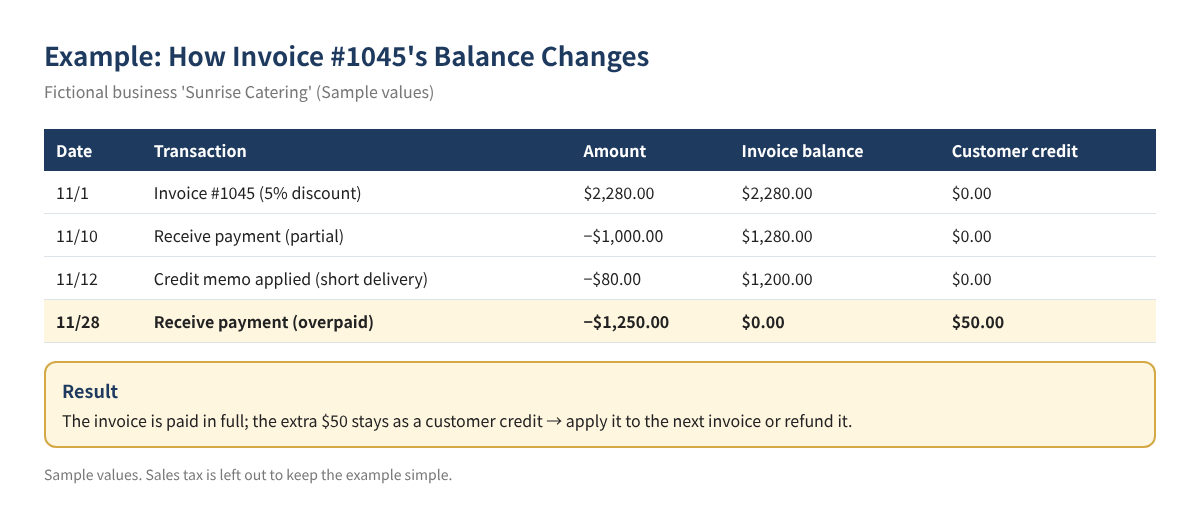 Example: How Invoice #1045's Balance Changes
Fictional business 'Sunrise Catering' (Sample values)
Date Transaction Amount Invoice balance Customer credit
11/1 Invoice #1045 (5% discount) $2,280.00 $2,280.00 $0.00
11/10 Receive payment (partial) −$1,000.00 $1,280.00 $0.00
11/12 Credit memo applied (short delivery) −$80.00 $1,200.00 $0.00
11/28 Receive payment (overpaid) −$1,250.00 $0.00 $50.00
Result
The invoice is paid in full; the extra $50 stays as a customer credit → apply it to the next invoice or refund it.
Sample values. Sales tax is left out to keep the example simple.